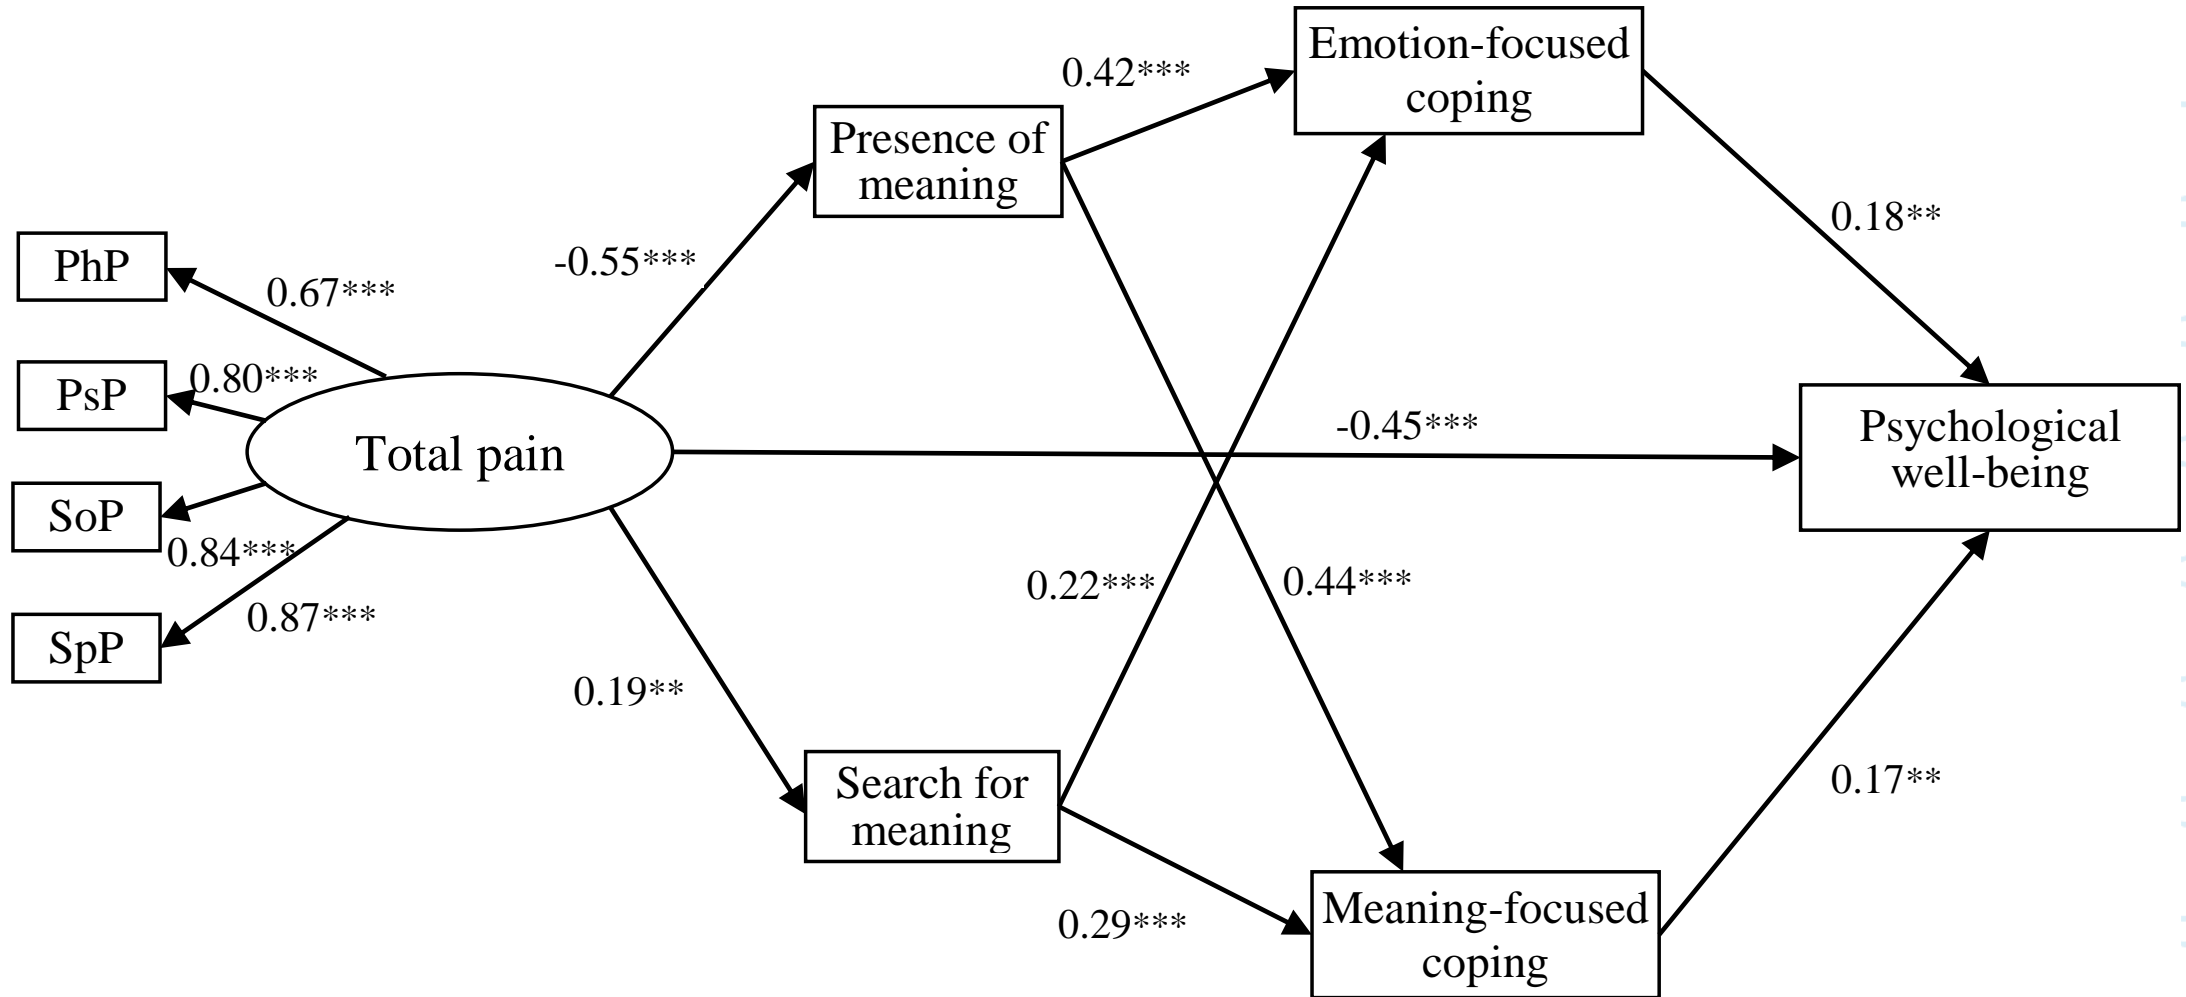 Emotion-focused
coping
0.42***
Presence of
meaning
0.18**
PhP
-0.55***
0.67***
PsP
0.80***
Total pain
-0.45***
Psychological
well-being
SoP
0.84***
0.22***
0.44***
SpP
0.87***
0.19**
Search for
meaning
0.17**
0.29***
Meaning-focused
coping